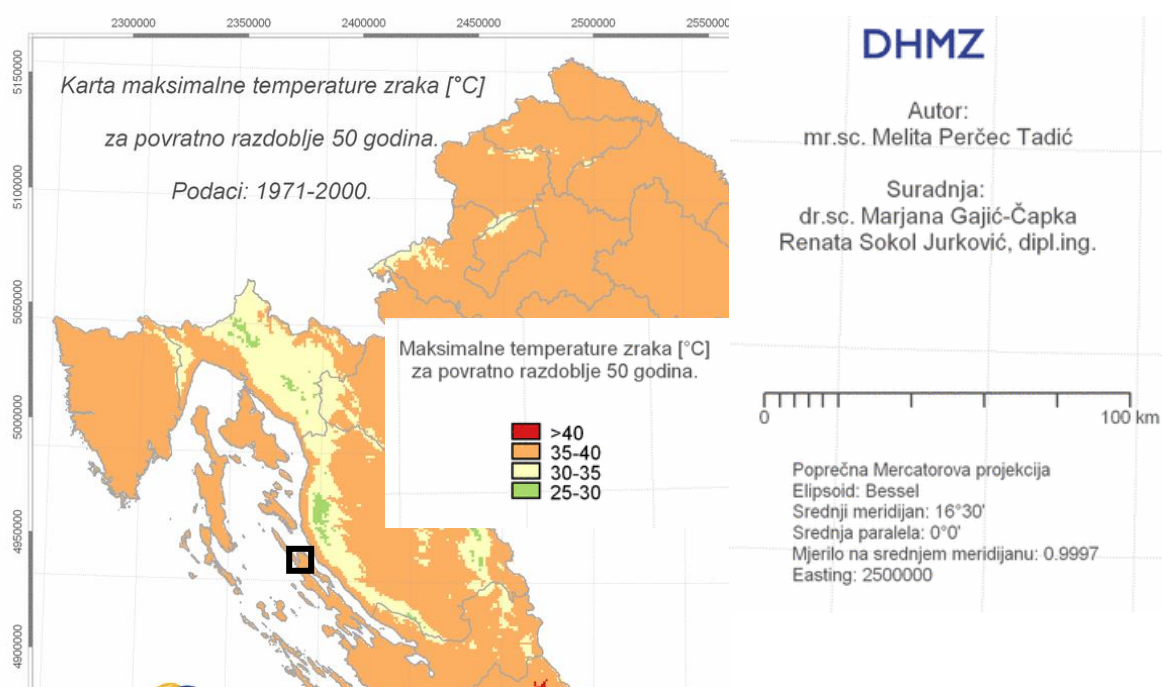 2300000 2350000 2400000 2450000 2500000 2550000
5150000
5100000
5050000
5000000
4950000
4900000
Karta maksimalne temperature zraka [°C]
za povratno razdoblje 50 godina.
Podaci: 1971-2000.
Maksimalne temperature zraka [°C]
za povratno razdoblje 50 godina.
>40
35-40
30-35
25-30
DHMZ
Autor:
mr.sc. Melita Perčec Tadić
Suradnja:
dr.sc. Marjana Gajić-Čapka
Renata Sokol Jurković, dipl.ing.
0 100 km
Poprečna Mercatorova projekcija
Elipsoid: Bessel
Srednji meridijan: 16°30'
Srednja paralela: 0°0'
Mjerilo na srednjem meridijanu: 0.9997
Easting: 2500000